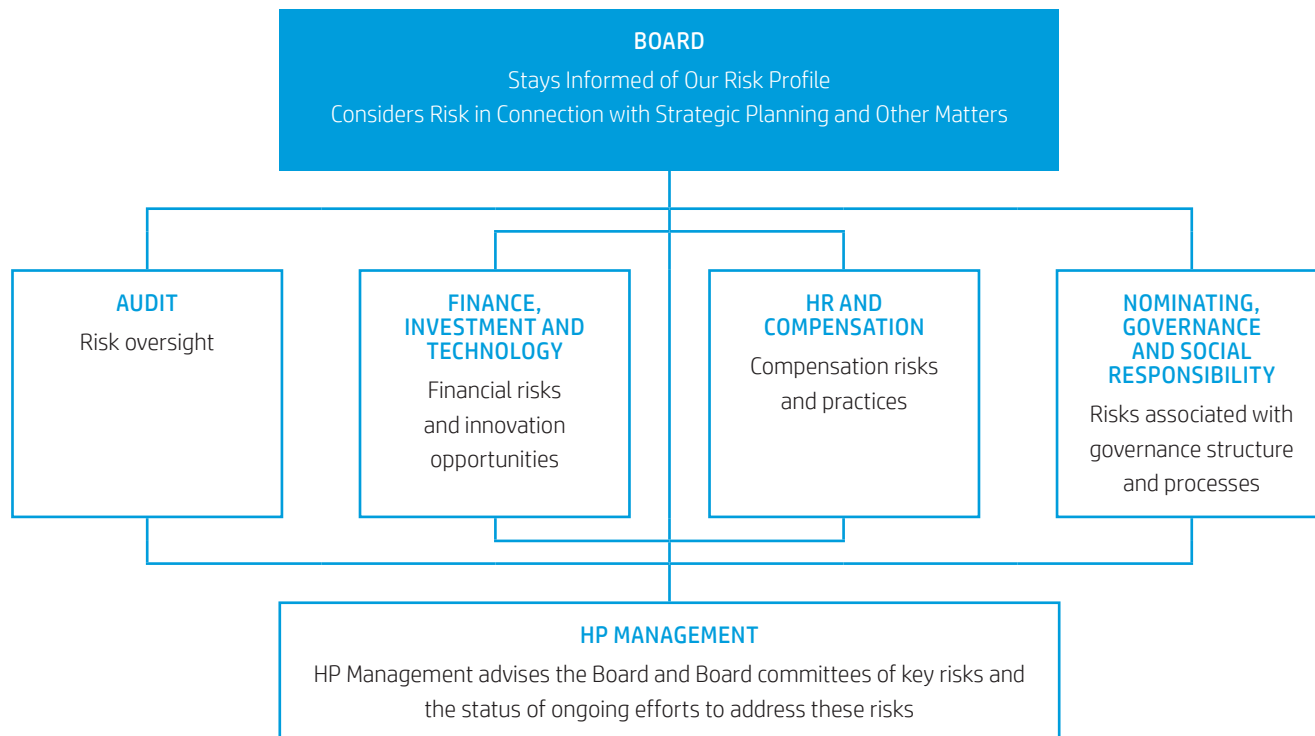 BOARD
Stays Informed of Our Risk Profile
Considers Risk in Connection with Strategic Planning and Other Matters
AUDIT
Risk oversight
FINANCE,
INVESTMENT AND
TECHNOLOGY
Financial risks
and innovation
opportunities
HR AND
COMPENSATION
Compensation risks
and practices
NOMINATING,
GOVERNANCE
AND SOCIAL
RESPONSIBILITY
Risks associated with
governance structure
and processes
HP MANAGEMENT
HP Management advises the Board and Board committees of key risks and
the status of ongoing efforts to address these risks